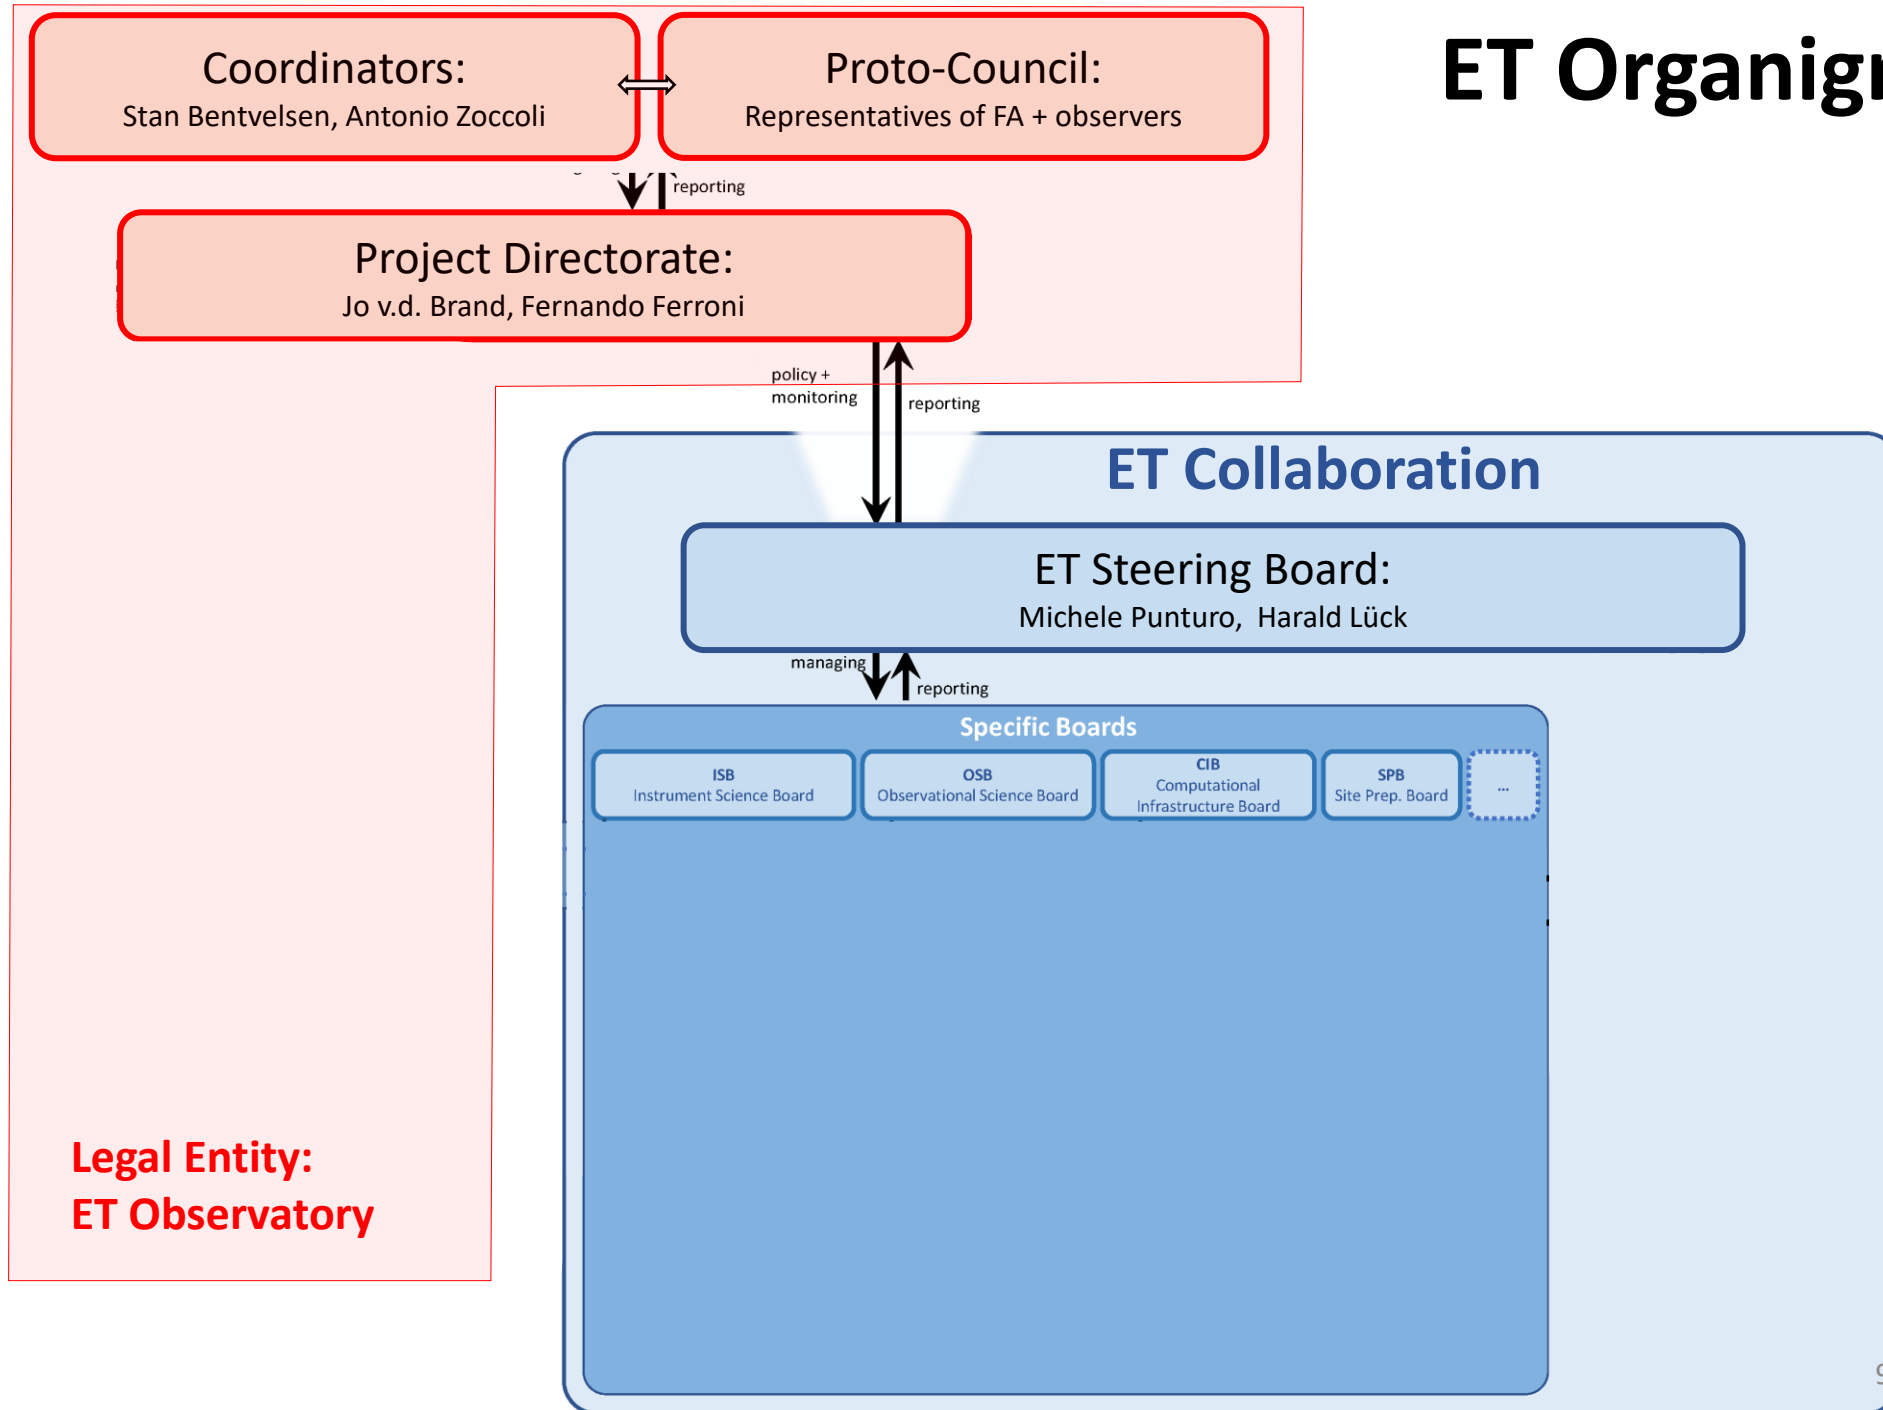 ET Organigr
Coordinators:
Stan Bentvelsen, Antonio Zoccoli
Proto-Council:
Representatives of FA + observers
reporting
Project Directorate:
Jo v.d. Brand, Fernando Ferroni
policy +
monitoring
reporting
ET Collaboration
ET Steering Board:
Michele Punturo, Harald Lück
managing
reporting
Specific Boards
ISB
Instrument Science Board
OSB
Observational Science Board
CIB
Computational
Infrastructure Board
SPB
Site Prep. Board
...
Legal Entity:
ET Observatory